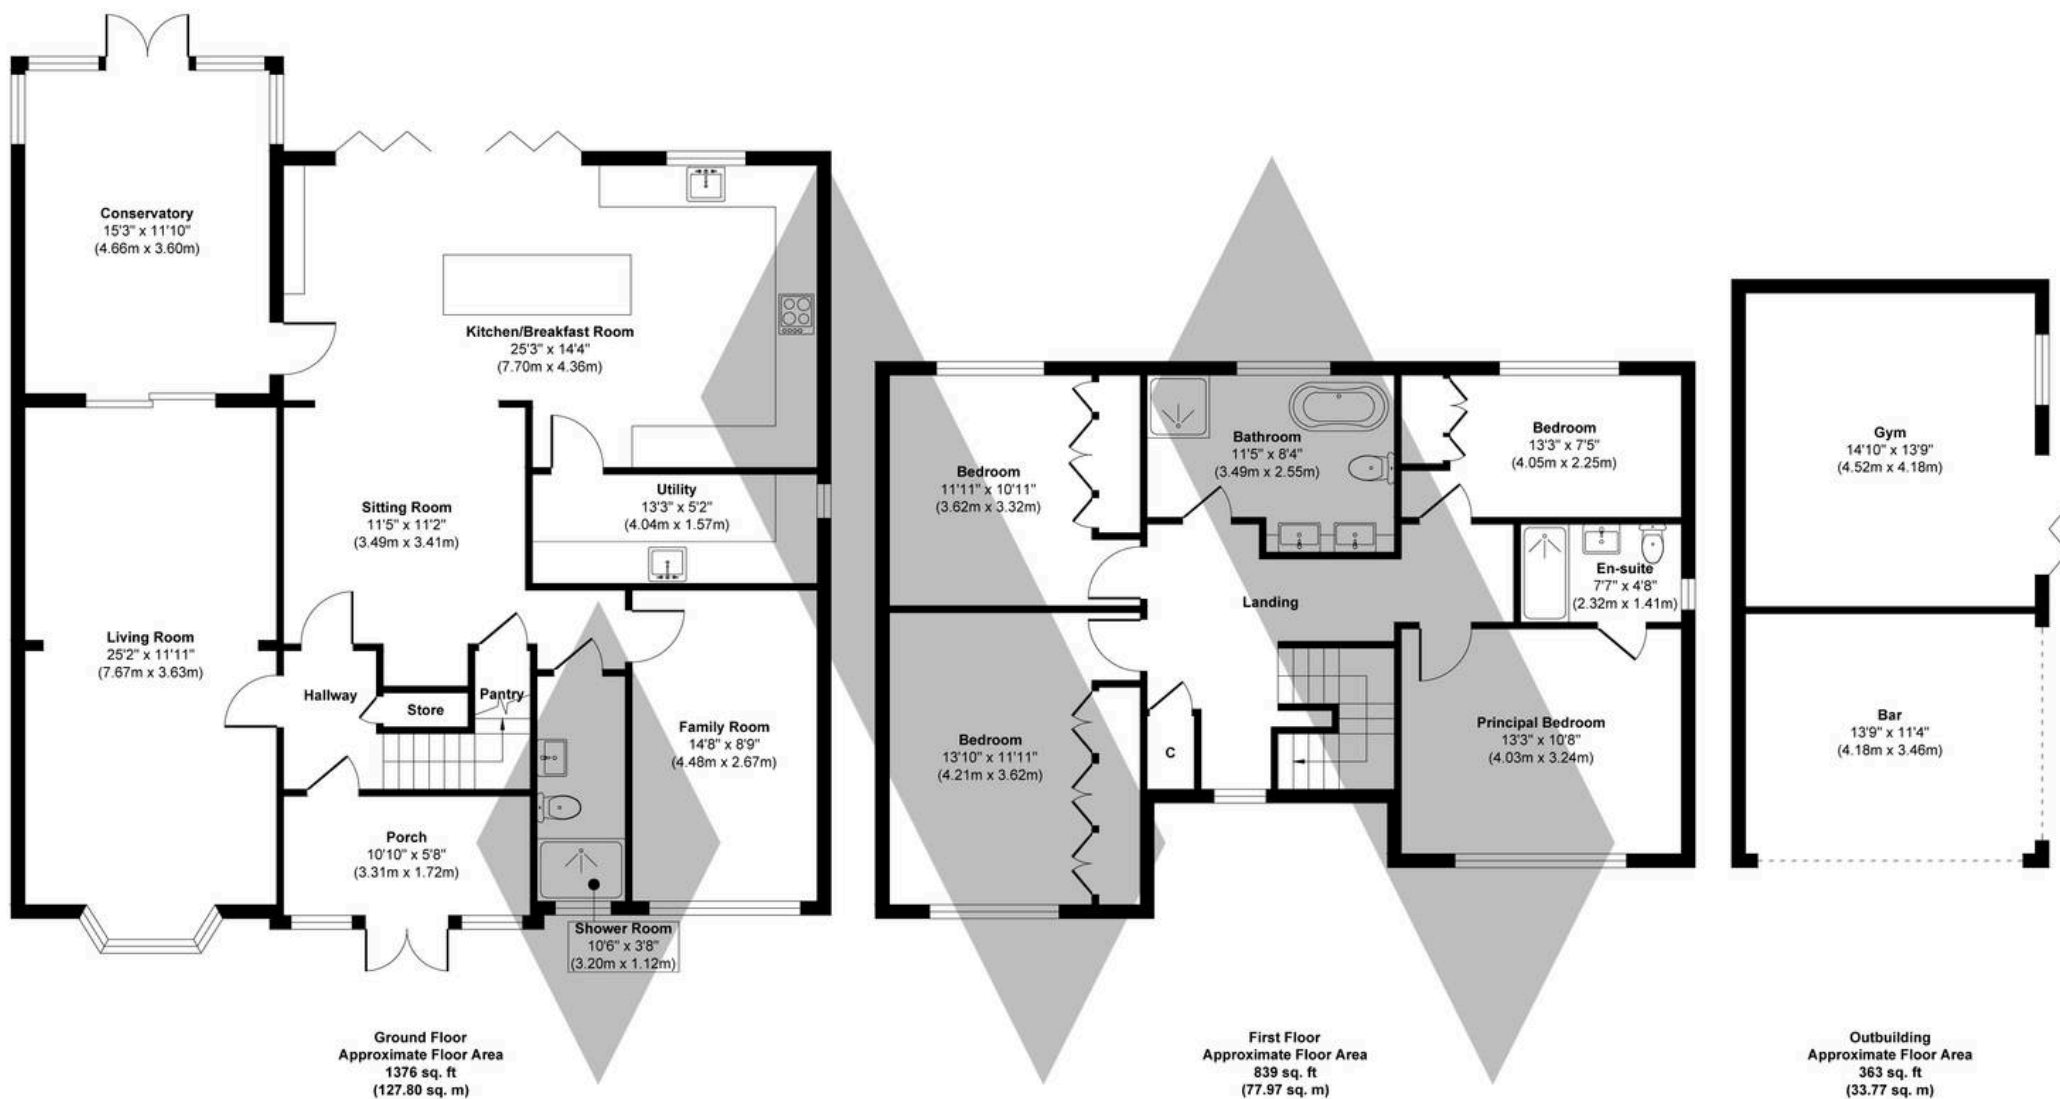 Conservatory
15'3" x 11'10"
(4.66m x 3.60m)
Kitchen/Breakfast Room
25'3" x 14'4"
(7.70m x 4.36m)
Sitting Room
11'5" x 11'2"
(3.49m x 3.41m)
Utility
13'3" x 5'2"
(4.04m x 1.57m)
Living Room
25'2" x 11'11"
(7.67m x 3.63m)
Hallway
Store
Pantry
Family Room
14'8" x 8'9"
(4.48m x 2.67m)
Porch
10'10" x 5'8"
(3.31m x 1.72m)
Shower Room
10'6" x 3'8"
(3.20m x 1.12m)
Ground Floor
Approximate Floor Area
1376 sq. ft
(127.80 sq. m)
Bedroom
11'11" x 10'11"
(3.62m x 3.32m)
Bathroom
11'5" x 8'4"
(3.49m x 2.55m)
Bedroom
13'3" x 7'5"
(4.05m x 2.25m)
En-suite
7'7" x 4'8"
(2.32m x 1.41m)
Landing
Bedroom
13'10" x 11'11"
(4.21m x 3.62m)
C
Principal Bedroom
13'3" x 10'8"
(4.03m x 3.24m)
First Floor
Approximate Floor Area
839 sq. ft
(77.97 sq. m)
Gym
14'10" x 13'9"
(4.52m x 4.18m)
Bar
13'9" x 11'4"
(4.18m x 3.46m)
Outbuilding
Approximate Floor Area
363 sq. ft
(33.77 sq. m)